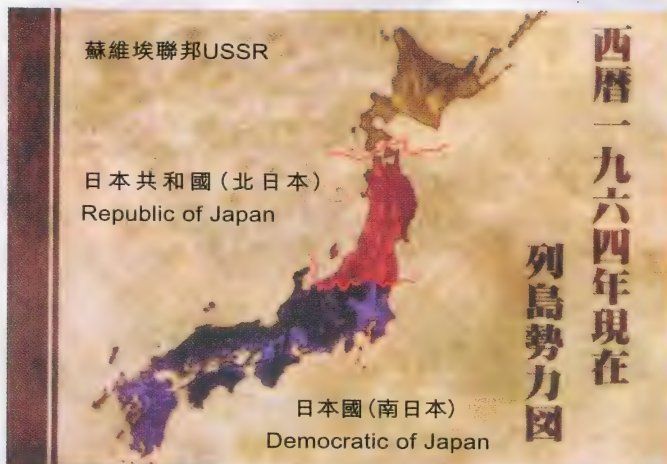 西暦一九六四年現在
列島勢力図
蘇維埃聯邦USSR
日本共和國(北日本)
Republic of Japan
日本國(南日本)
Democratic of Japan